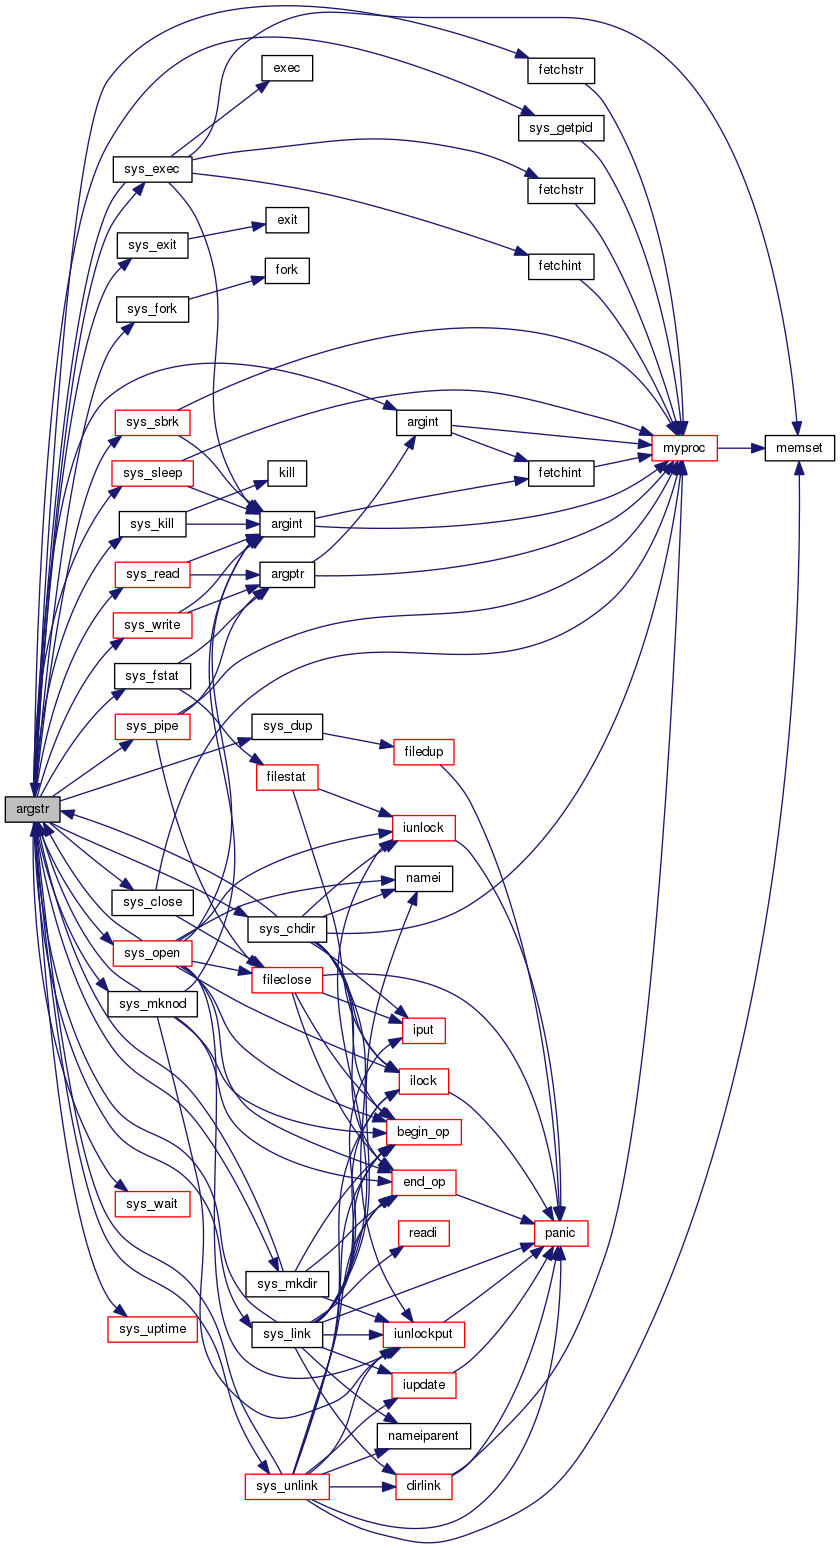 fetchstr
exec
sys_getpid
sys_exec
fetchstr
exit
sys_exit
fetchint
fork
sys_fork
sys_sbrk
argint
myproc
memset
sys_sleep
kill
fetchint
sys_kill
argint
sys_read
argptr
sys_write
sys_fstat
sys_pipe
sys_dup
filedup
filestat
argstr
iunlock
namei
sys_close
sys_chdir
sys_open
fileclose
sys_mknod
iput
ilock
begin_op
end_op
sys_wait
readi
panic
sys_mkdir
sys_uptime
sys_link
iunlockput
iupdate
nameiparent
sys_unlink
dirlink